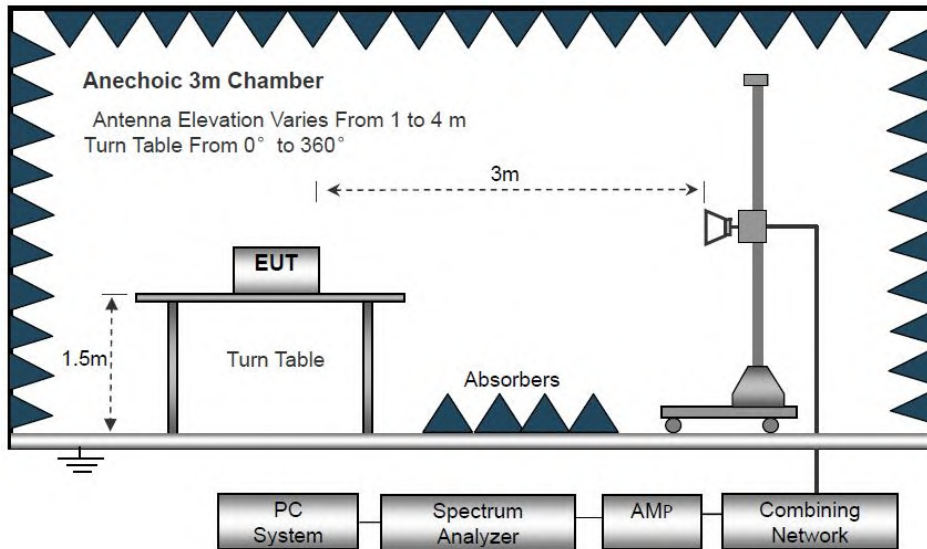 Anechoic 3m Chamber
Antenna Elevation Varies From 1 to 4 m
Turn Table From 0° to 360°
3m
EUT
1.5m
Turn Table
Absorbers
PC
System
Spectrum
Analyzer
AMP
Combining
Network